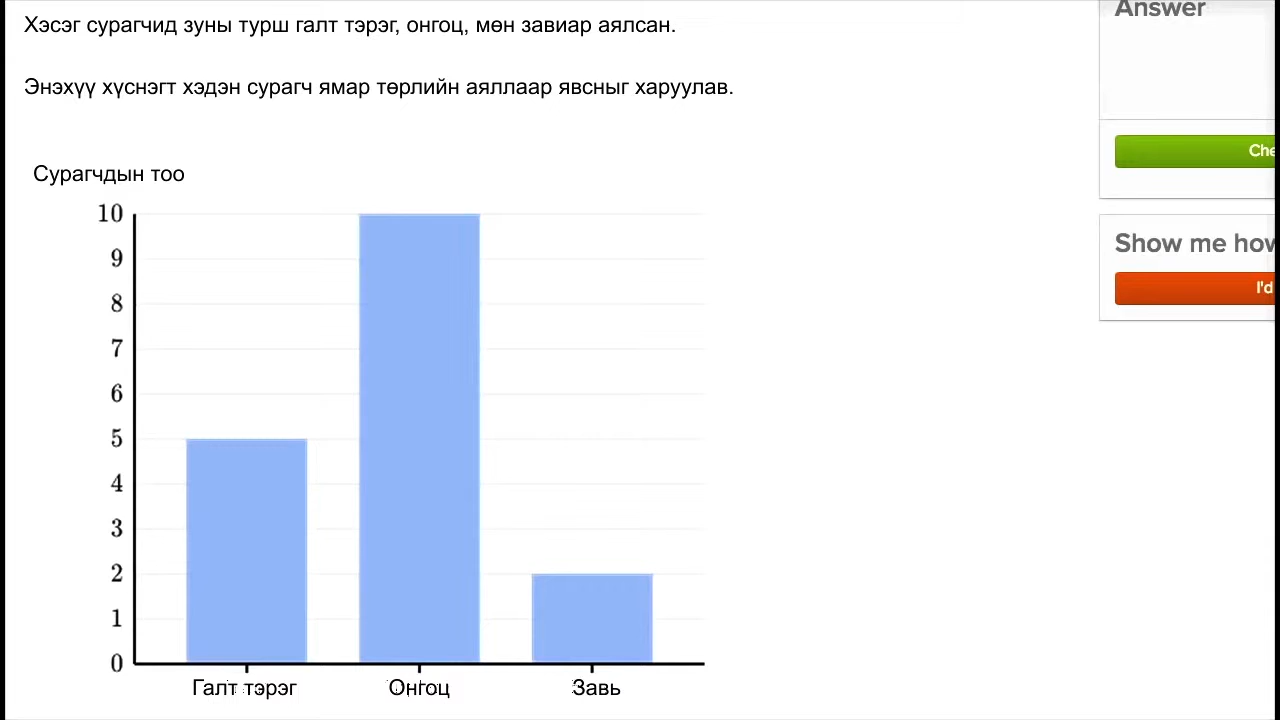 Хэсэг сурагчид зуны турш галт тэрэг, онгоц, мөн завиар аялсан.
Энэхүү хүснэгт хэдэн сурагч ямар төрлийн аяллаар явсныг харуулав.
Сурагчдын тоо
10
9
8
7
6
5
4
3
2
1
0
Галт тэрэг Онгоц Завь
Answer
Che
Show me how
I'd